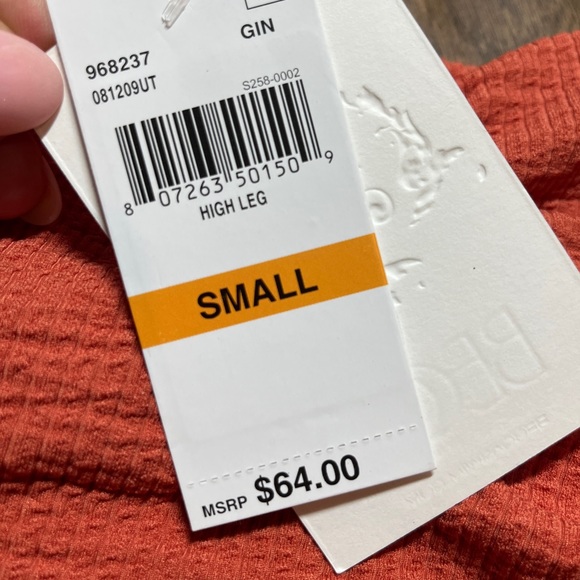 GIN
968237
081209UT
S258-0002
8 07263 50150 9
HIGH LEG
SMALL
MSRP $64.00